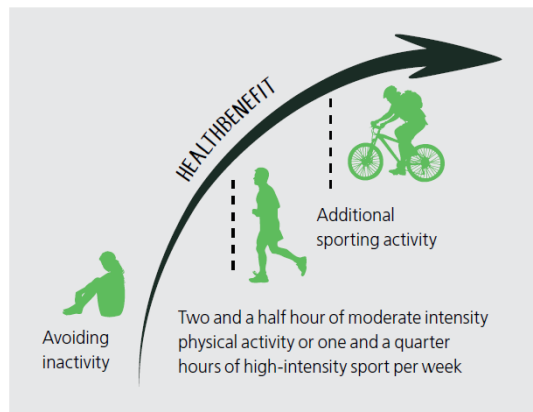 HEALTHBENEFIT
Additional
sporting activity
Avoiding
inactivity
Two and a half hour of moderate intensity
physical activity or one and a quarter
hours of high-intensity sport per week